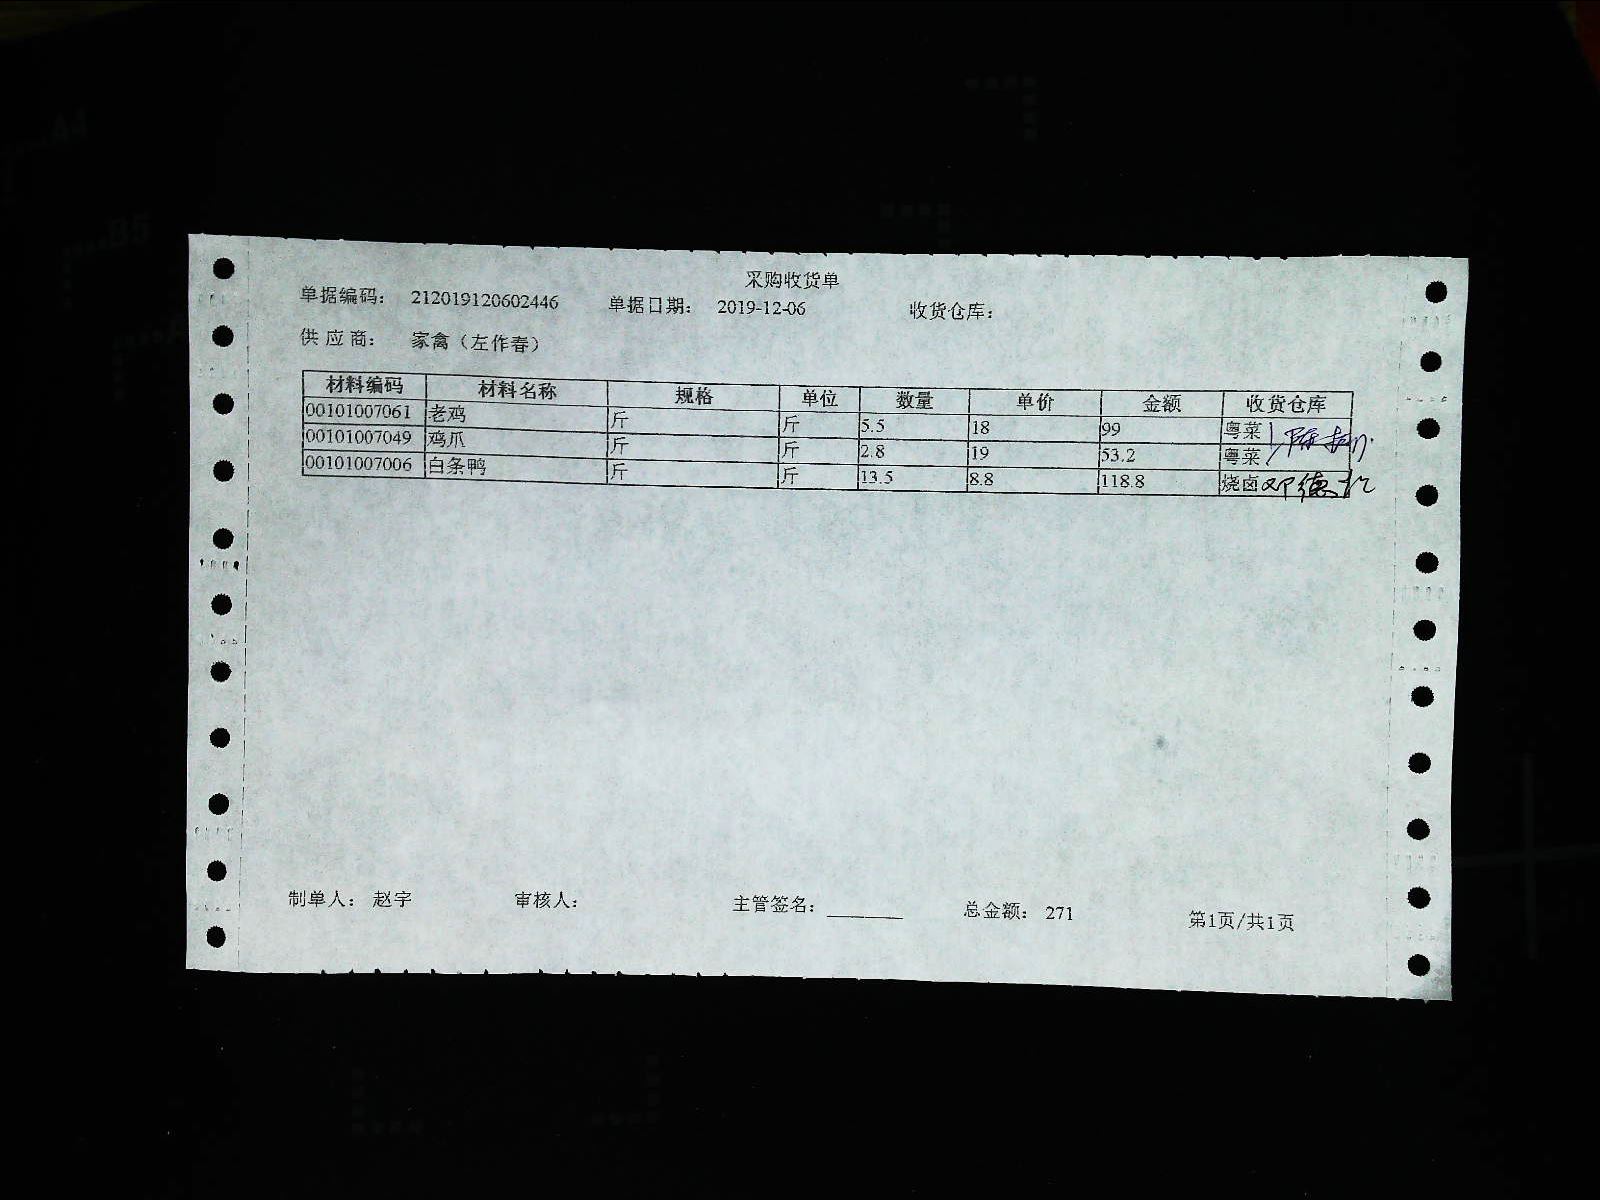 采购收货单
单据编码： 212019120602446 单据日期： 2019-12-06 收货仓库：
供应商： 家禽（左作春）
材料编码 材料名称 规格 单位 数量 单价 金额 收货仓库
00101007061 老鸡 斤 斤 5.5 18 99 粤菜
00101007049 鸡爪 斤 斤 2.8 19 53.2 粤菜
00101007006 白条鸭 斤 斤 13.5 8.8 118.8 烧卤
制单人： 赵宇 审核人： 主管签名： 总金额： 271 第1页/共1页